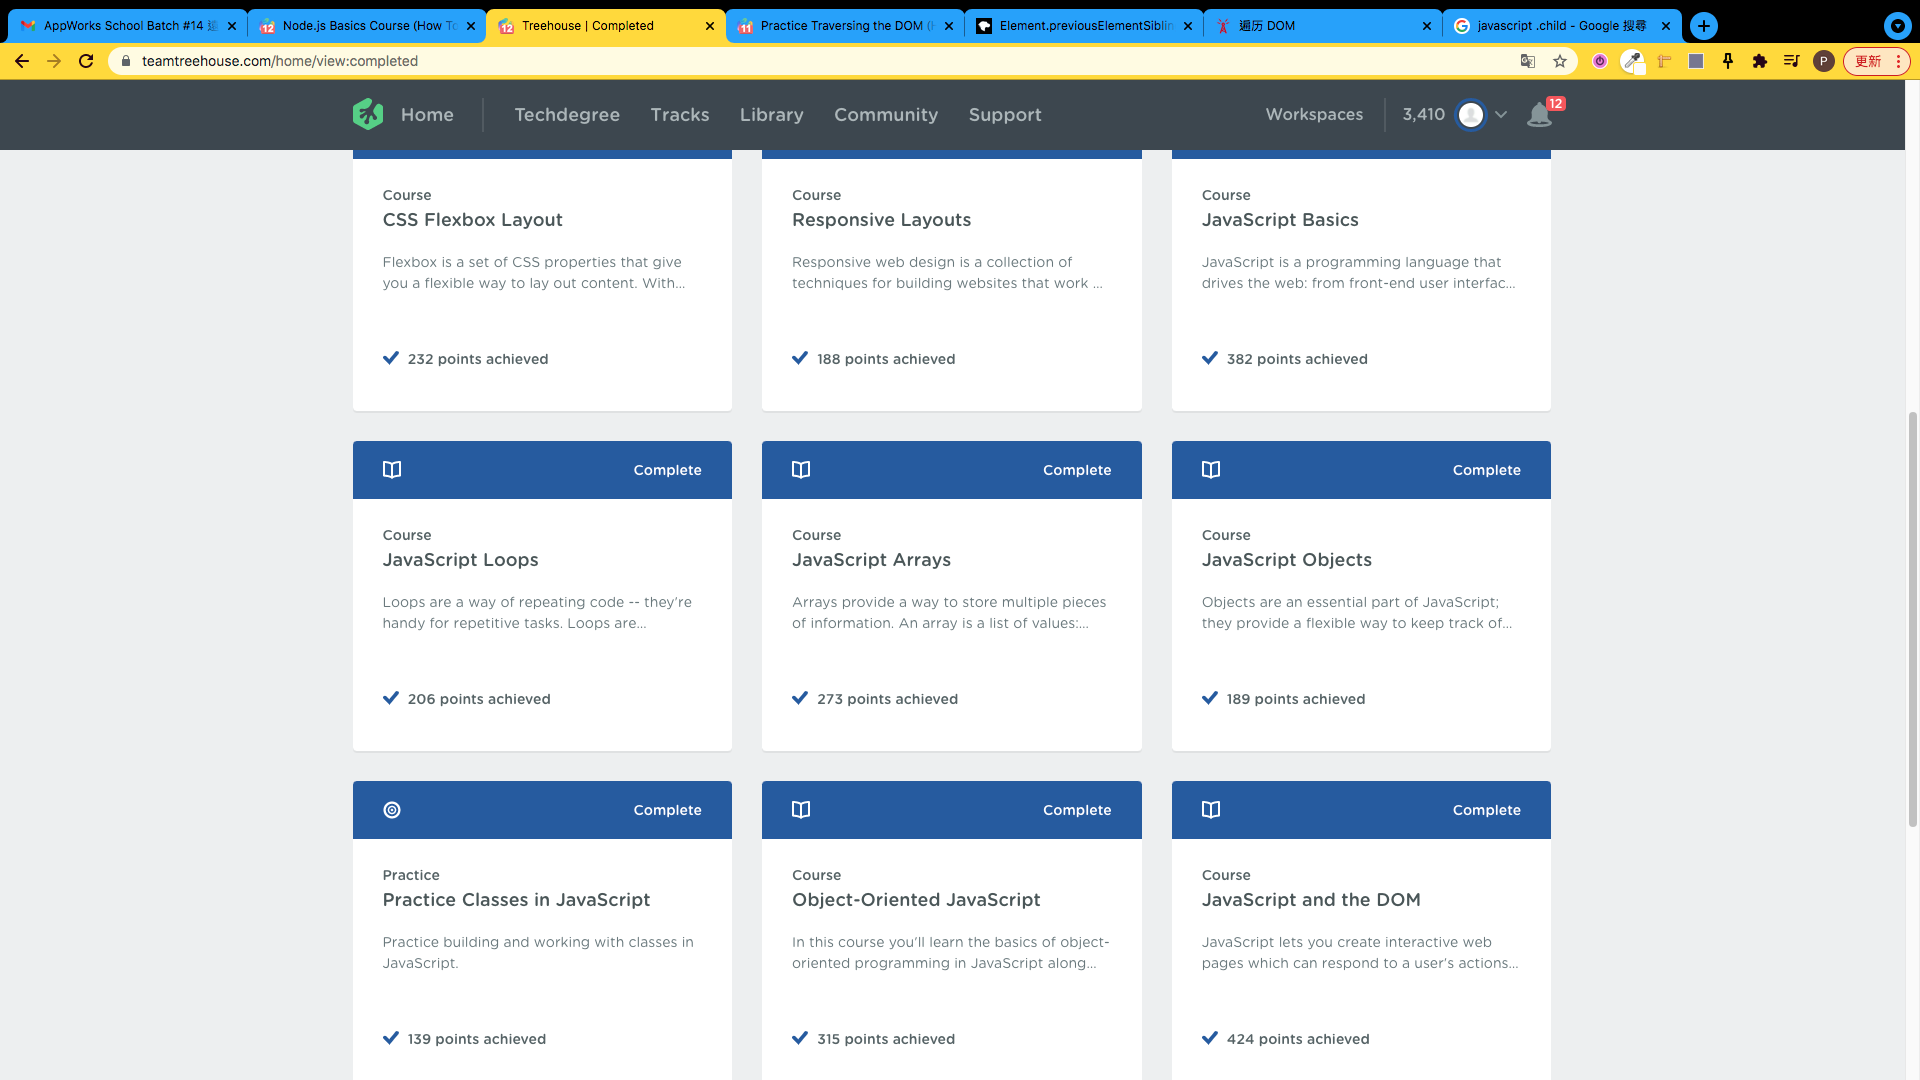 AppWorks School Batch #14
Node.js Basics Course (How To
Treehouse | Completed
Practice Traversing the DOM (H
Element.previousElementSiblin
遍历 DOM
javascript .child - Google 搜尋
teamtreehouse.com/home/view:completed
P
更新
Home
Techdegree
Tracks
Library
Community
Support
Workspaces
3,410
12
Course
CSS Flexbox Layout
Flexbox is a set of CSS properties that give
you a flexible way to lay out content. With...
232 points achieved
Course
Responsive Layouts
Responsive web design is a collection of
techniques for building websites that work ...
188 points achieved
Course
JavaScript Basics
JavaScript is a programming language that
drives the web: from front-end user interfac...
382 points achieved
Complete
Course
JavaScript Loops
Loops are a way of repeating code -- they're
handy for repetitive tasks. Loops are...
206 points achieved
Complete
Course
JavaScript Arrays
Arrays provide a way to store multiple pieces
of information. An array is a list of values:...
273 points achieved
Complete
Course
JavaScript Objects
Objects are an essential part of JavaScript;
they provide a flexible way to keep track of...
189 points achieved
Complete
Practice
Practice Classes in JavaScript
Practice building and working with classes in
JavaScript.
139 points achieved
Complete
Course
Object-Oriented JavaScript
In this course you'll learn the basics of object-
oriented programming in JavaScript along...
315 points achieved
Complete
Course
JavaScript and the DOM
JavaScript lets you create interactive web
pages which can respond to a user's actions...
424 points achieved